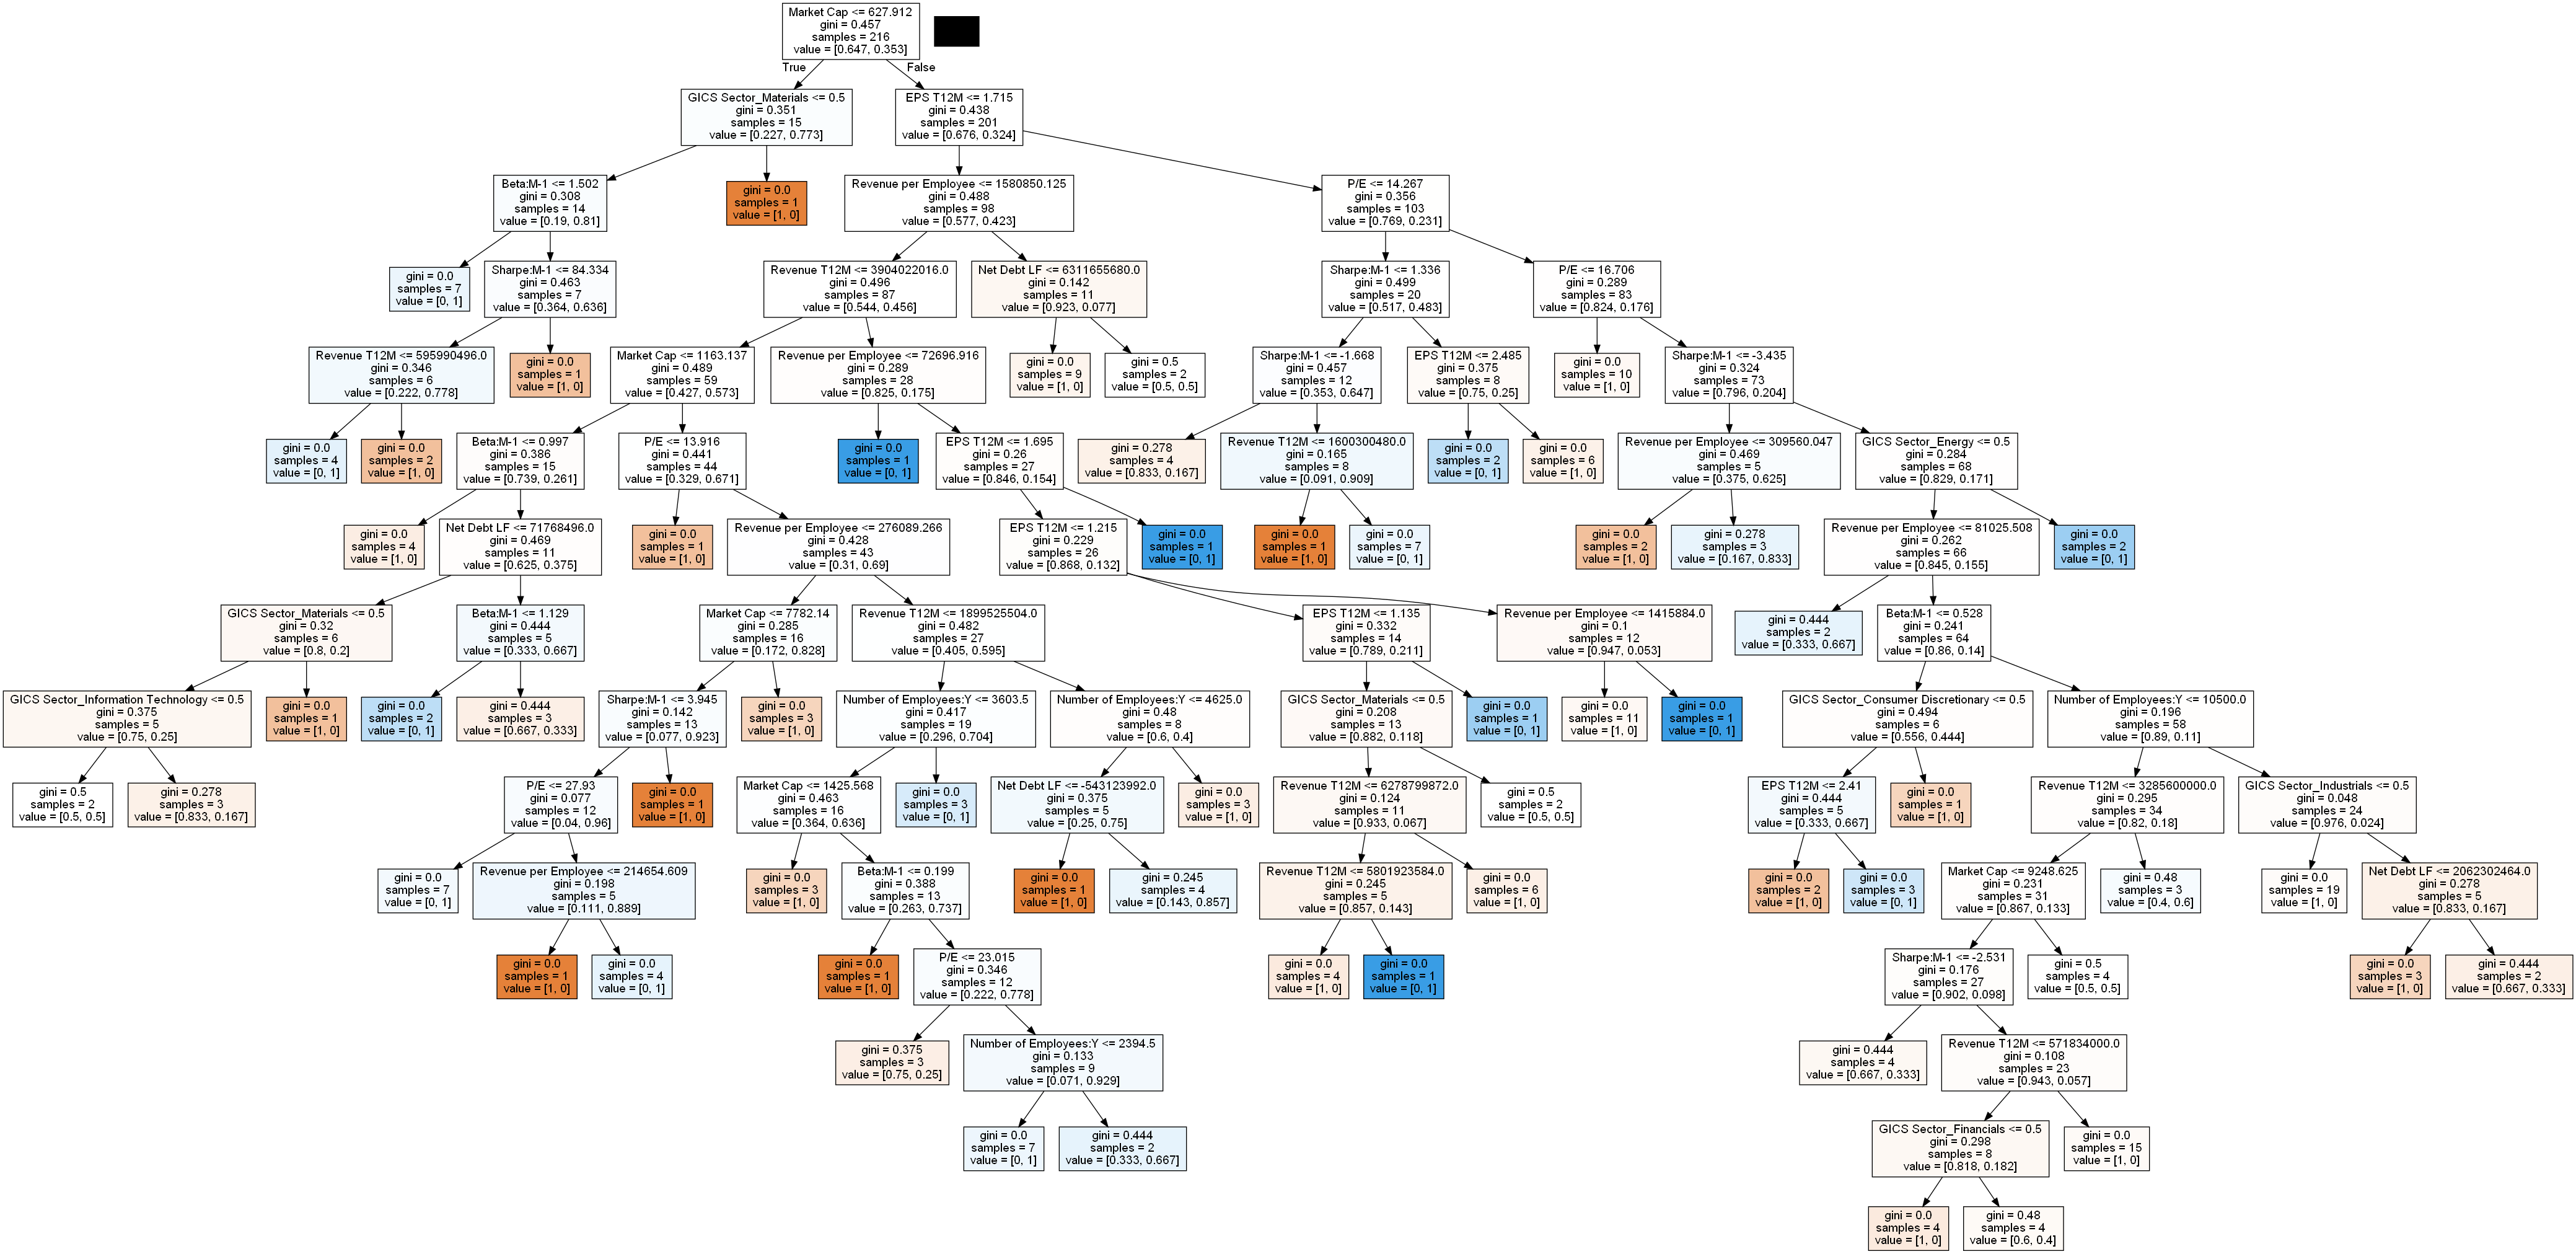 Market Cap <= 627.912
gini = 0.457
samples = 216
value = [0.647, 0.353]
True
False
GICS Sector_Materials <= 0.5
gini = 0.351
samples = 15
value = [0.227, 0.773]
EPS T12M <= 1.715
gini = 0.438
samples = 201
value = [0.676, 0.324]
Beta:M-1 <= 1.502
gini = 0.308
samples = 14
value = [0.19, 0.81]
gini = 0.0
samples = 1
value = [1, 0]
Revenue per Employee <= 1580850.125
gini = 0.488
samples = 98
value = [0.577, 0.423]
P/E <= 14.267
gini = 0.356
samples = 103
value = [0.769, 0.231]
gini = 0.0
samples = 7
value = [0, 1]
Sharpe:M-1 <= 84.334
gini = 0.463
samples = 7
value = [0.364, 0.636]
Revenue T12M <= 3904022016.0
gini = 0.496
samples = 87
value = [0.544, 0.456]
Net Debt LF <= 6311655680.0
gini = 0.142
samples = 11
value = [0.923, 0.077]
Sharpe:M-1 <= 1.336
gini = 0.499
samples = 20
value = [0.517, 0.483]
P/E <= 16.706
gini = 0.289
samples = 83
value = [0.824, 0.176]
Revenue T12M <= 595990496.0
gini = 0.346
samples = 6
value = [0.222, 0.778]
gini = 0.0
samples = 1
value = [1, 0]
Market Cap <= 1163.137
gini = 0.489
samples = 59
value = [0.427, 0.573]
Revenue per Employee <= 72696.916
gini = 0.289
samples = 28
value = [0.825, 0.175]
gini = 0.0
samples = 9
value = [1, 0]
gini = 0.5
samples = 2
value = [0.5, 0.5]
Sharpe:M-1 <= -1.668
gini = 0.457
samples = 12
value = [0.353, 0.647]
EPS T12M <= 2.485
gini = 0.375
samples = 8
value = [0.75, 0.25]
gini = 0.0
samples = 10
value = [1, 0]
Sharpe:M-1 <= -3.435
gini = 0.324
samples = 73
value = [0.796, 0.204]
gini = 0.0
samples = 4
value = [0, 1]
gini = 0.0
samples = 2
value = [1, 0]
Beta:M-1 <= 0.997
gini = 0.386
samples = 15
value = [0.739, 0.261]
P/E <= 13.916
gini = 0.441
samples = 44
value = [0.329, 0.671]
gini = 0.0
samples = 1
value = [0, 1]
EPS T12M <= 1.695
gini = 0.26
samples = 27
value = [0.846, 0.154]
gini = 0.278
samples = 4
value = [0.833, 0.167]
Revenue T12M <= 1600300480.0
gini = 0.165
samples = 8
value = [0.091, 0.909]
gini = 0.0
samples = 2
value = [0, 1]
gini = 0.0
samples = 6
value = [1, 0]
Revenue per Employee <= 309560.047
gini = 0.469
samples = 5
value = [0.375, 0.625]
GICS Sector_Energy <= 0.5
gini = 0.284
samples = 68
value = [0.829, 0.171]
gini = 0.0
samples = 4
value = [1, 0]
Net Debt LF <= 71768496.0
gini = 0.469
samples = 11
value = [0.625, 0.375]
gini = 0.0
samples = 1
value = [1, 0]
Revenue per Employee <= 276089.266
gini = 0.428
samples = 43
value = [0.31, 0.69]
EPS T12M <= 1.215
gini = 0.229
samples = 26
value = [0.868, 0.132]
gini = 0.0
samples = 1
value = [0, 1]
gini = 0.0
samples = 1
value = [1, 0]
gini = 0.0
samples = 7
value = [0, 1]
gini = 0.0
samples = 2
value = [1, 0]
gini = 0.278
samples = 3
value = [0.167, 0.833]
Revenue per Employee <= 81025.508
gini = 0.262
samples = 66
value = [0.845, 0.155]
gini = 0.0
samples = 2
value = [0, 1]
GICS Sector_Materials <= 0.5
gini = 0.32
samples = 6
value = [0.8, 0.2]
Beta:M-1 <= 1.129
gini = 0.444
samples = 5
value = [0.333, 0.667]
Market Cap <= 7782.14
gini = 0.285
samples = 16
value = [0.172, 0.828]
Revenue T12M <= 1899525504.0
gini = 0.482
samples = 27
value = [0.405, 0.595]
EPS T12M <= 1.135
gini = 0.332
samples = 14
value = [0.789, 0.211]
Revenue per Employee <= 1415884.0
gini = 0.1
samples = 12
value = [0.947, 0.053]
gini = 0.444
samples = 2
value = [0.333, 0.667]
Beta:M-1 <= 0.528
gini = 0.241
samples = 64
value = [0.86, 0.14]
GICS Sector_Information Technology <= 0.5
gini = 0.375
samples = 5
value = [0.75, 0.25]
gini = 0.0
samples = 1
value = [1, 0]
gini = 0.0
samples = 2
value = [0, 1]
gini = 0.444
samples = 3
value = [0.667, 0.333]
Sharpe:M-1 <= 3.945
gini = 0.142
samples = 13
value = [0.077, 0.923]
gini = 0.0
samples = 3
value = [1, 0]
Number of Employees:Y <= 3603.5
gini = 0.417
samples = 19
value = [0.296, 0.704]
Number of Employees:Y <= 4625.0
gini = 0.48
samples = 8
value = [0.6, 0.4]
GICS Sector_Materials <= 0.5
gini = 0.208
samples = 13
value = [0.882, 0.118]
gini = 0.0
samples = 1
value = [0, 1]
gini = 0.0
samples = 11
value = [1, 0]
gini = 0.0
samples = 1
value = [0, 1]
GICS Sector_Consumer Discretionary <= 0.5
gini = 0.494
samples = 6
value = [0.556, 0.444]
Number of Employees:Y <= 10500.0
gini = 0.196
samples = 58
value = [0.89, 0.11]
gini = 0.5
samples = 2
value = [0.5, 0.5]
gini = 0.278
samples = 3
value = [0.833, 0.167]
P/E <= 27.93
gini = 0.077
samples = 12
value = [0.04, 0.96]
gini = 0.0
samples = 1
value = [1, 0]
Market Cap <= 1425.568
gini = 0.463
samples = 16
value = [0.364, 0.636]
gini = 0.0
samples = 3
value = [0, 1]
Net Debt LF <= -543123992.0
gini = 0.375
samples = 5
value = [0.25, 0.75]
gini = 0.0
samples = 3
value = [1, 0]
Revenue T12M <= 6278799872.0
gini = 0.124
samples = 11
value = [0.933, 0.067]
gini = 0.5
samples = 2
value = [0.5, 0.5]
EPS T12M <= 2.41
gini = 0.444
samples = 5
value = [0.333, 0.667]
gini = 0.0
samples = 1
value = [1, 0]
Revenue T12M <= 3285600000.0
gini = 0.295
samples = 34
value = [0.82, 0.18]
GICS Sector_Industrials <= 0.5
gini = 0.048
samples = 24
value = [0.976, 0.024]
gini = 0.0
samples = 7
value = [0, 1]
Revenue per Employee <= 214654.609
gini = 0.198
samples = 5
value = [0.111, 0.889]
gini = 0.0
samples = 3
value = [1, 0]
Beta:M-1 <= 0.199
gini = 0.388
samples = 13
value = [0.263, 0.737]
gini = 0.0
samples = 1
value = [1, 0]
gini = 0.245
samples = 4
value = [0.143, 0.857]
Revenue T12M <= 5801923584.0
gini = 0.245
samples = 5
value = [0.857, 0.143]
gini = 0.0
samples = 6
value = [1, 0]
gini = 0.0
samples = 2
value = [1, 0]
gini = 0.0
samples = 3
value = [0, 1]
Market Cap <= 9248.625
gini = 0.231
samples = 31
value = [0.867, 0.133]
gini = 0.48
samples = 3
value = [0.4, 0.6]
gini = 0.0
samples = 19
value = [1, 0]
Net Debt LF <= 2062302464.0
gini = 0.278
samples = 5
value = [0.833, 0.167]
gini = 0.0
samples = 1
value = [1, 0]
gini = 0.0
samples = 4
value = [0, 1]
gini = 0.0
samples = 1
value = [1, 0]
P/E <= 23.015
gini = 0.346
samples = 12
value = [0.222, 0.778]
gini = 0.0
samples = 4
value = [1, 0]
gini = 0.0
samples = 1
value = [0, 1]
Sharpe:M-1 <= -2.531
gini = 0.176
samples = 27
value = [0.902, 0.098]
gini = 0.5
samples = 4
value = [0.5, 0.5]
gini = 0.0
samples = 3
value = [1, 0]
gini = 0.444
samples = 2
value = [0.667, 0.333]
gini = 0.375
samples = 3
value = [0.75, 0.25]
Number of Employees:Y <= 2394.5
gini = 0.133
samples = 9
value = [0.071, 0.929]
gini = 0.444
samples = 4
value = [0.667, 0.333]
Revenue T12M <= 571834000.0
gini = 0.108
samples = 23
value = [0.943, 0.057]
gini = 0.0
samples = 7
value = [0, 1]
gini = 0.444
samples = 2
value = [0.333, 0.667]
GICS Sector_Financials <= 0.5
gini = 0.298
samples = 8
value = [0.818, 0.182]
gini = 0.0
samples = 15
value = [1, 0]
gini = 0.0
samples = 4
value = [1, 0]
gini = 0.48
samples = 4
value = [0.6, 0.4]